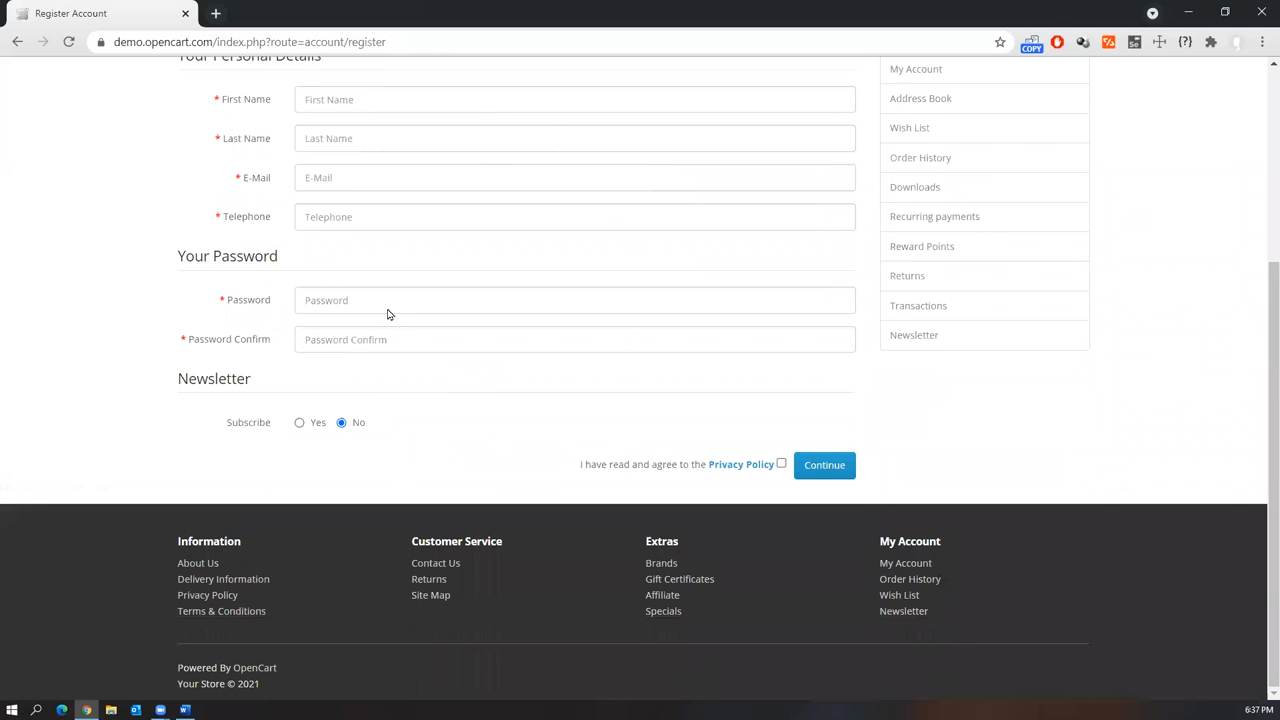 Register Account
demo.opencart.com/index.php?route=account/register
COPY
Your Personal Details
* First Name First Name
* Last Name Last Name
* E-Mail E-Mail
* Telephone Telephone
Your Password
* Password Password
* Password Confirm Password Confirm
Newsletter
Subscribe Yes No
I have read and agree to the Privacy Policy Continue
My Account
Address Book
Wish List
Order History
Downloads
Recurring payments
Reward Points
Returns
Transactions
Newsletter
Information
About Us
Delivery Information
Privacy Policy
Terms & Conditions
Customer Service
Contact Us
Returns
Site Map
Extras
Brands
Gift Certificates
Affiliate
Specials
My Account
My Account
Order History
Wish List
Newsletter
Powered By OpenCart
Your Store © 2021
6:37 PM